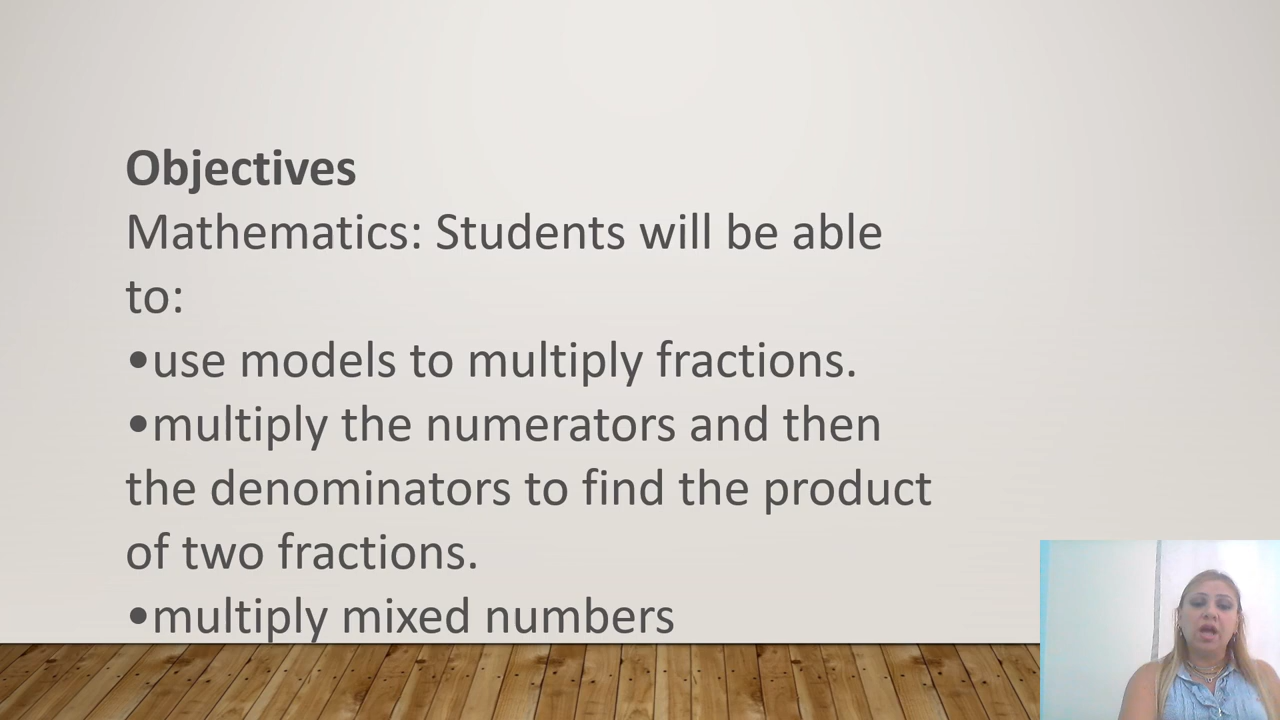 Objectives
Mathematics: Students will be able
to:
•use models to multiply fractions.
•multiply the numerators and then
the denominators to find the product
of two fractions.
•multiply mixed numbers